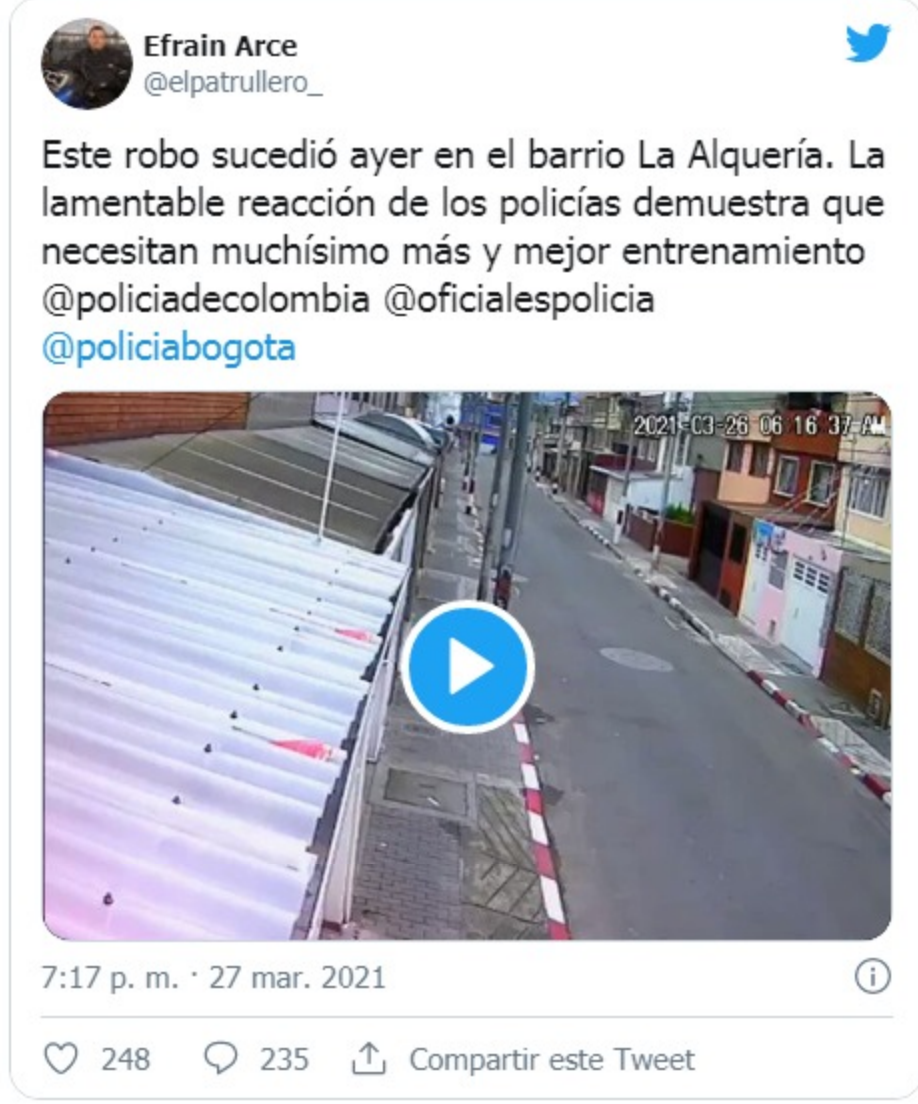 Efrain Arce
@elpatrullero_
Este robo sucedió ayer en el barrio La Alquería. La
lamentable reacción de los policías demuestra que
necesitan muchísimo más y mejor entrenamiento
@policiadecolombia @oficialespolicia
@policiabogota
2021-03-26 06 16 37 AM
7:17 p. m. · 27 mar. 2021
248 235 Compartir este Tweet